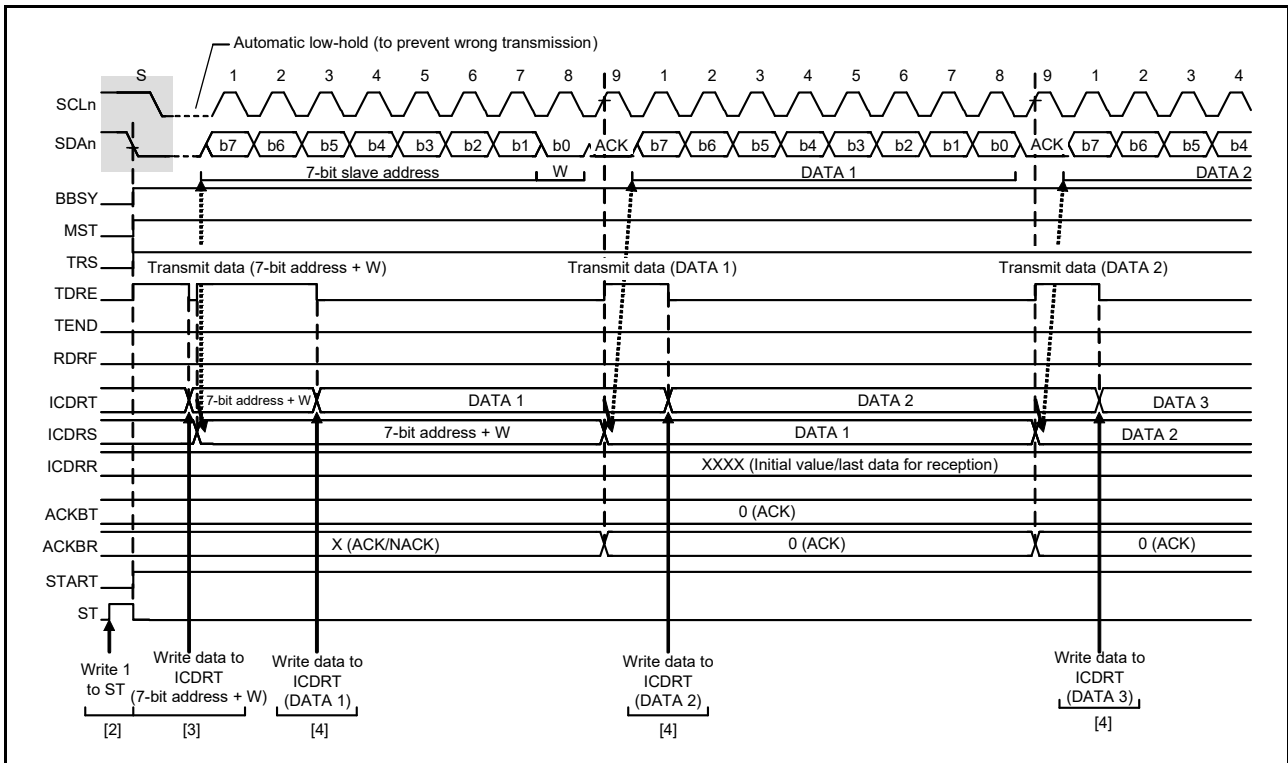 Automatic low-hold (to prevent wrong transmission)
S 1 2 3 4 5 6 7 8 9 1 2 3 4 5 6 7 8 9 1 2 3 4
SCLn
SDAn b7 b6 b5 b4 b3 b2 b1 b0 ACK b7 b6 b5 b4 b3 b2 b1 b0 ACK b7 b6 b5 b4
7-bit slave address W DATA 1 DATA 2
BBSY
MST
TRS
Transmit data (7-bit address + W) Transmit data (DATA 1) Transmit data (DATA 2)
TDRE
TEND
RDRF
ICDRT 7-bit address + W DATA 1 DATA 2 DATA 3
ICDRS 7-bit address + W DATA 1 DATA 2
ICDRR XXXX (Initial value/last data for reception)
ACKBT 0 (ACK)
ACKBR X (ACK/NACK) 0 (ACK) 0 (ACK)
START
ST
Write 1
to ST
Write data to
ICDRT
(7-bit address + W)
Write data to
ICDRT
(DATA 1)
Write data to
ICDRT
(DATA 2)
Write data to
ICDRT
(DATA 3)
[2] [3] [4] [4] [4]